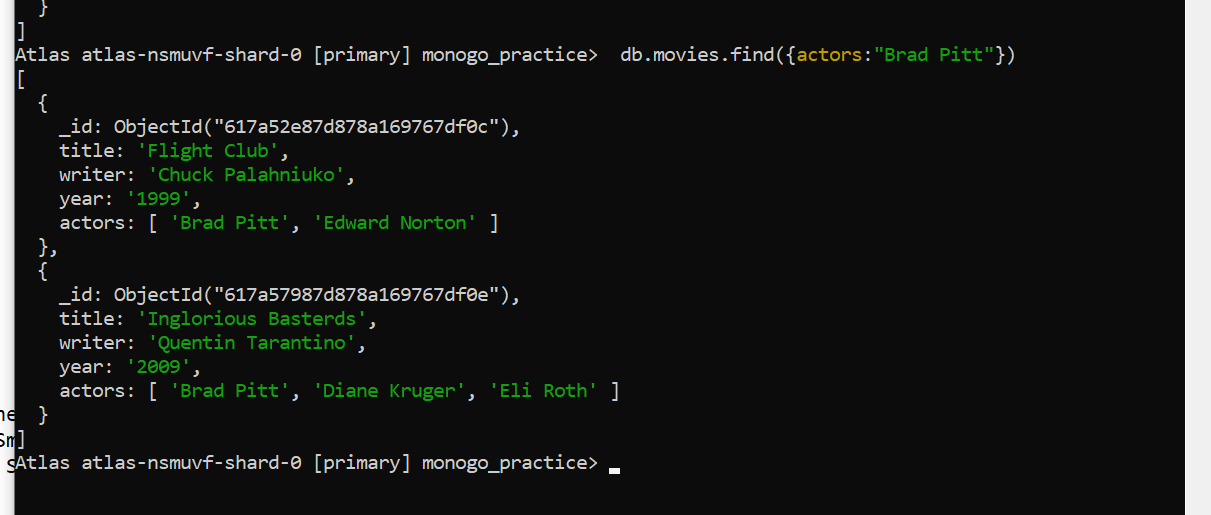 }
]
Atlas atlas-nsmuvf-shard-0 [primary] monogo_practice>  db.movies.find({actors:"Brad Pitt"})
[
  {
    _id: ObjectId("617a52e87d878a169767df0c"),
    title: 'Flight Club',
    writer: 'Chuck Palahniuko',
    year: '1999',
    actors: [ 'Brad Pitt', 'Edward Norton' ]
  },
  {
    _id: ObjectId("617a57987d878a169767df0e"),
    title: 'Inglorious Basterds',
    writer: 'Quentin Tarantino',
    year: '2009',
    actors: [ 'Brad Pitt', 'Diane Kruger', 'Eli Roth' ]
  }
]
Atlas atlas-nsmuvf-shard-0 [primary] monogo_practice>